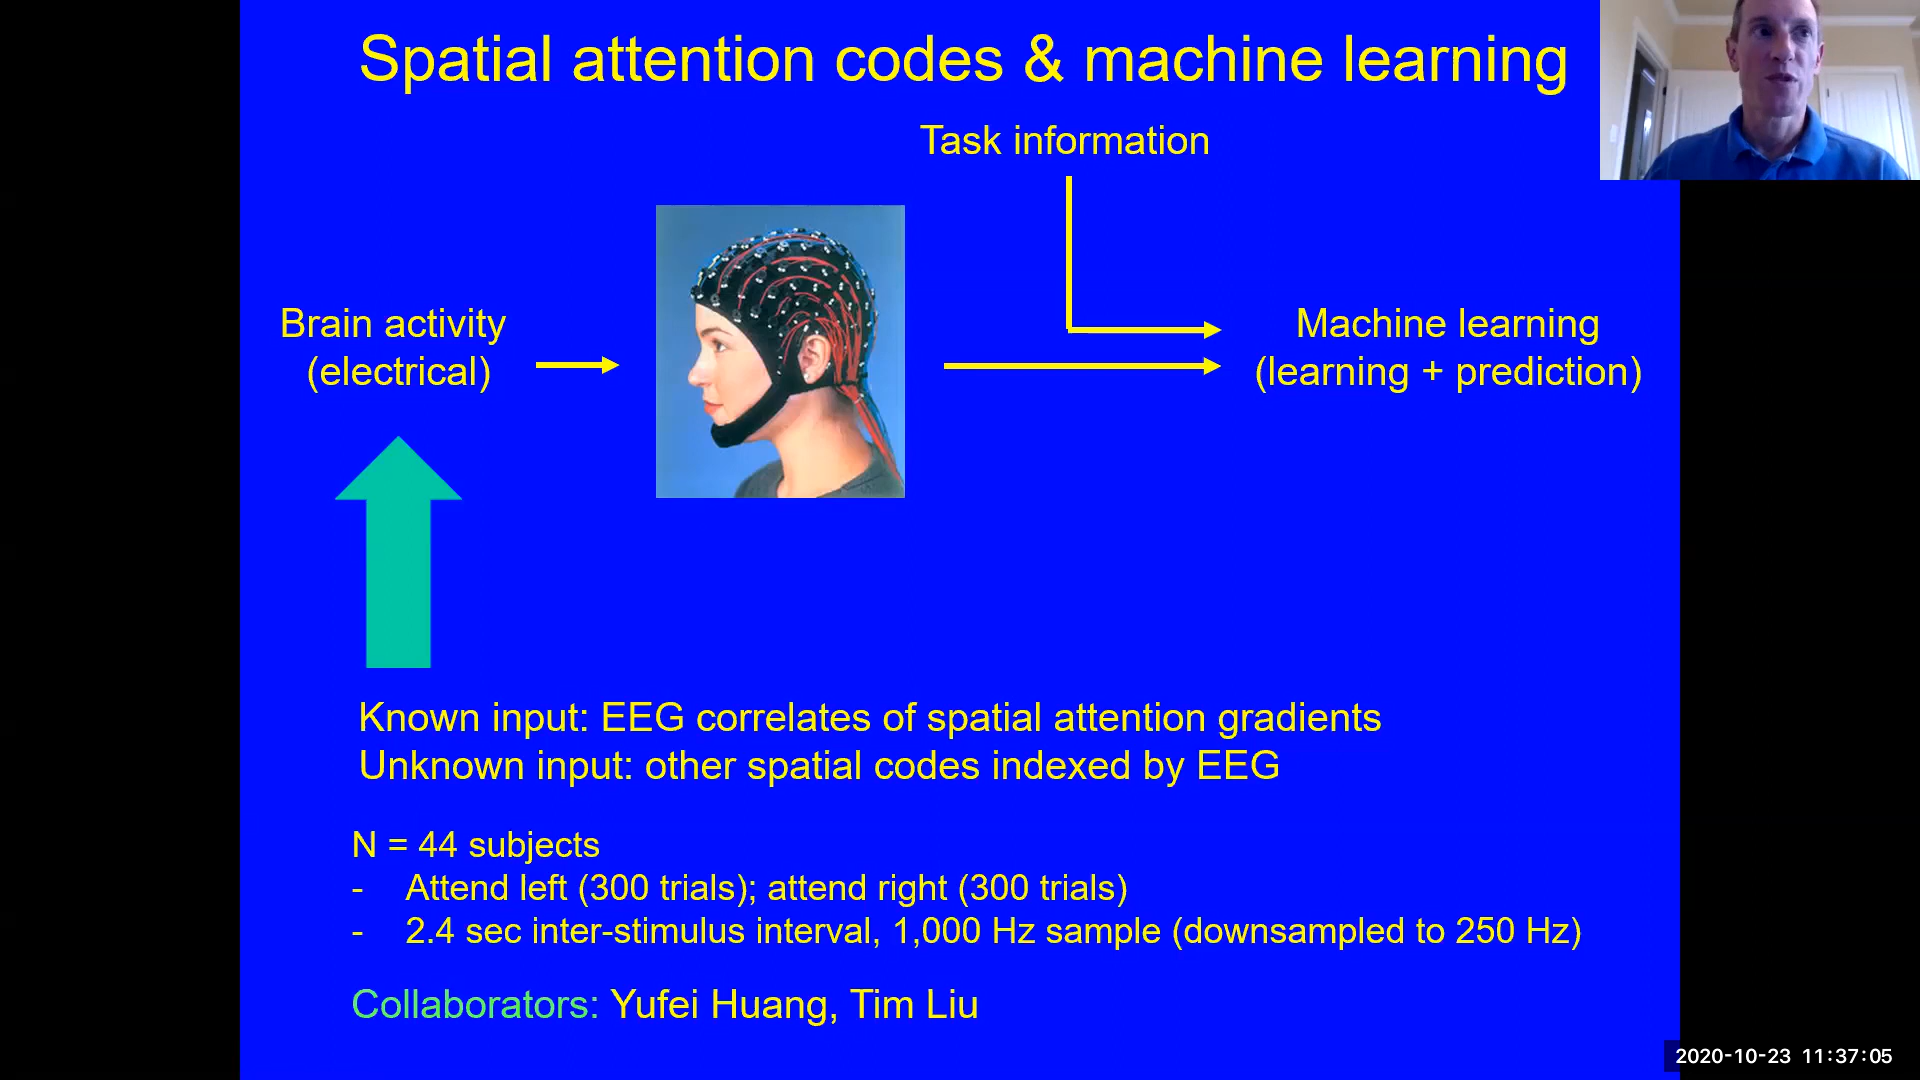 Spatial attention codes & machine learning
Task information
Brain activity
(electrical)
Machine learning
(learning + prediction)
Known input: EEG correlates of spatial attention gradients
Unknown input: other spatial codes indexed by EEG
N = 44 subjects
- Attend left (300 trials); attend right (300 trials)
- 2.4 sec inter-stimulus interval, 1,000 Hz sample (downsampled to 250 Hz)
Collaborators: Yufei Huang, Tim Liu
2020-10-23 11:37:05